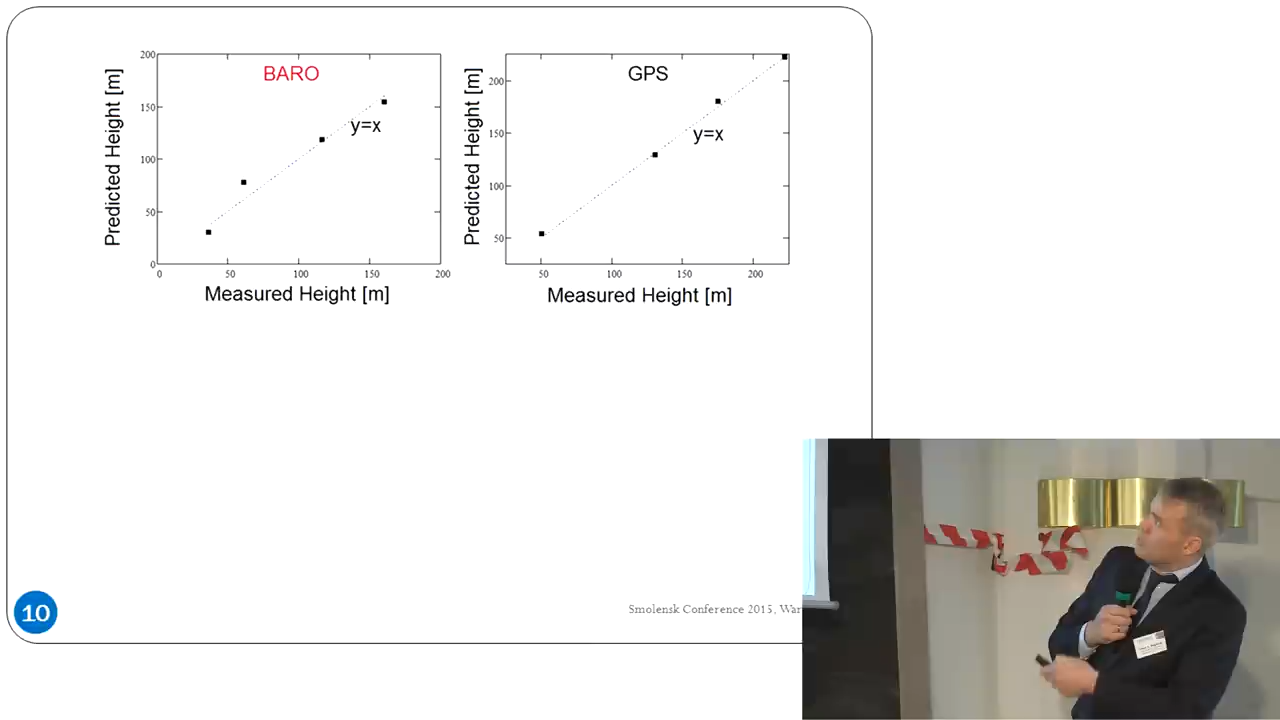 BARO
Predicted Height [m]
200
150
100
50
0
y=x
0 50 100 150 200
Measured Height [m]
GPS
Predicted Height [m]
200
150
100
50
y=x
50 100 150 200
Measured Height [m]
10
Smolensk Conference 2015,